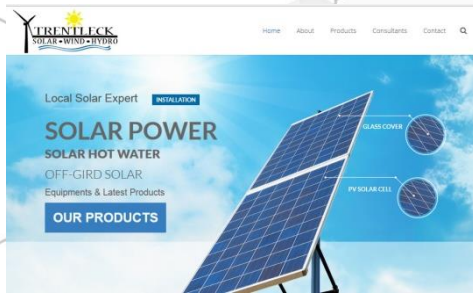 TRENTLECK
SOLAR • WIND • HYDRO
Home About Products Consultants Contact
Local Solar Expert INSTALLATION
SOLAR POWER
SOLAR HOT WATER
OFF-GIRD SOLAR
Equipments & Latest Products
OUR PRODUCTS
GLASS COVER
PV SOLAR CELL